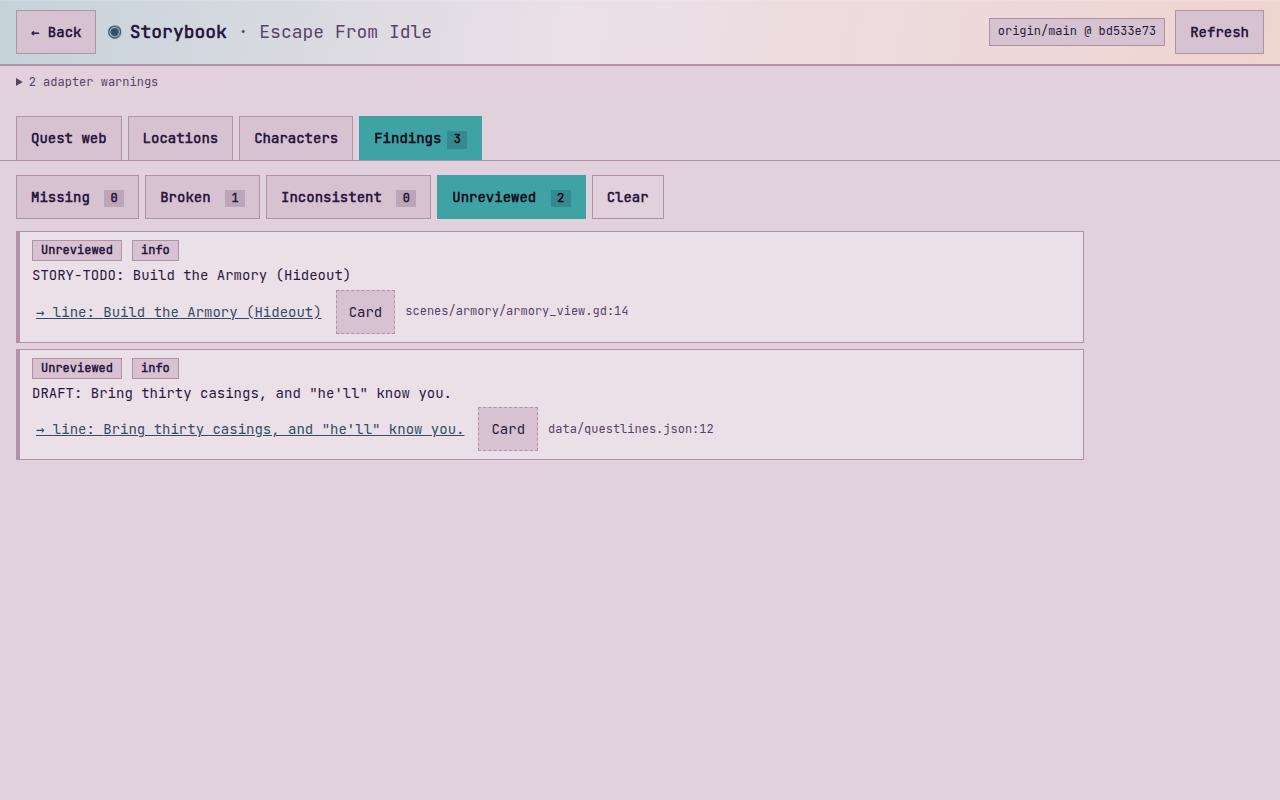 ← Back
◉ Storybook · Escape From Idle
origin/main @ bd533e73
Refresh
▶ 2 adapter warnings
Quest web
Locations
Characters
Findings 3
Missing 0
Broken 1
Inconsistent 0
Unreviewed 2
Clear
Unreviewed info
STORY-TODO: Build the Armory (Hideout)
→ line: Build the Armory (Hideout) Card scenes/armory/armory_view.gd:14
Unreviewed info
DRAFT: Bring thirty casings, and "he'll" know you.
→ line: Bring thirty casings, and "he'll" know you. Card data/questlines.json:12